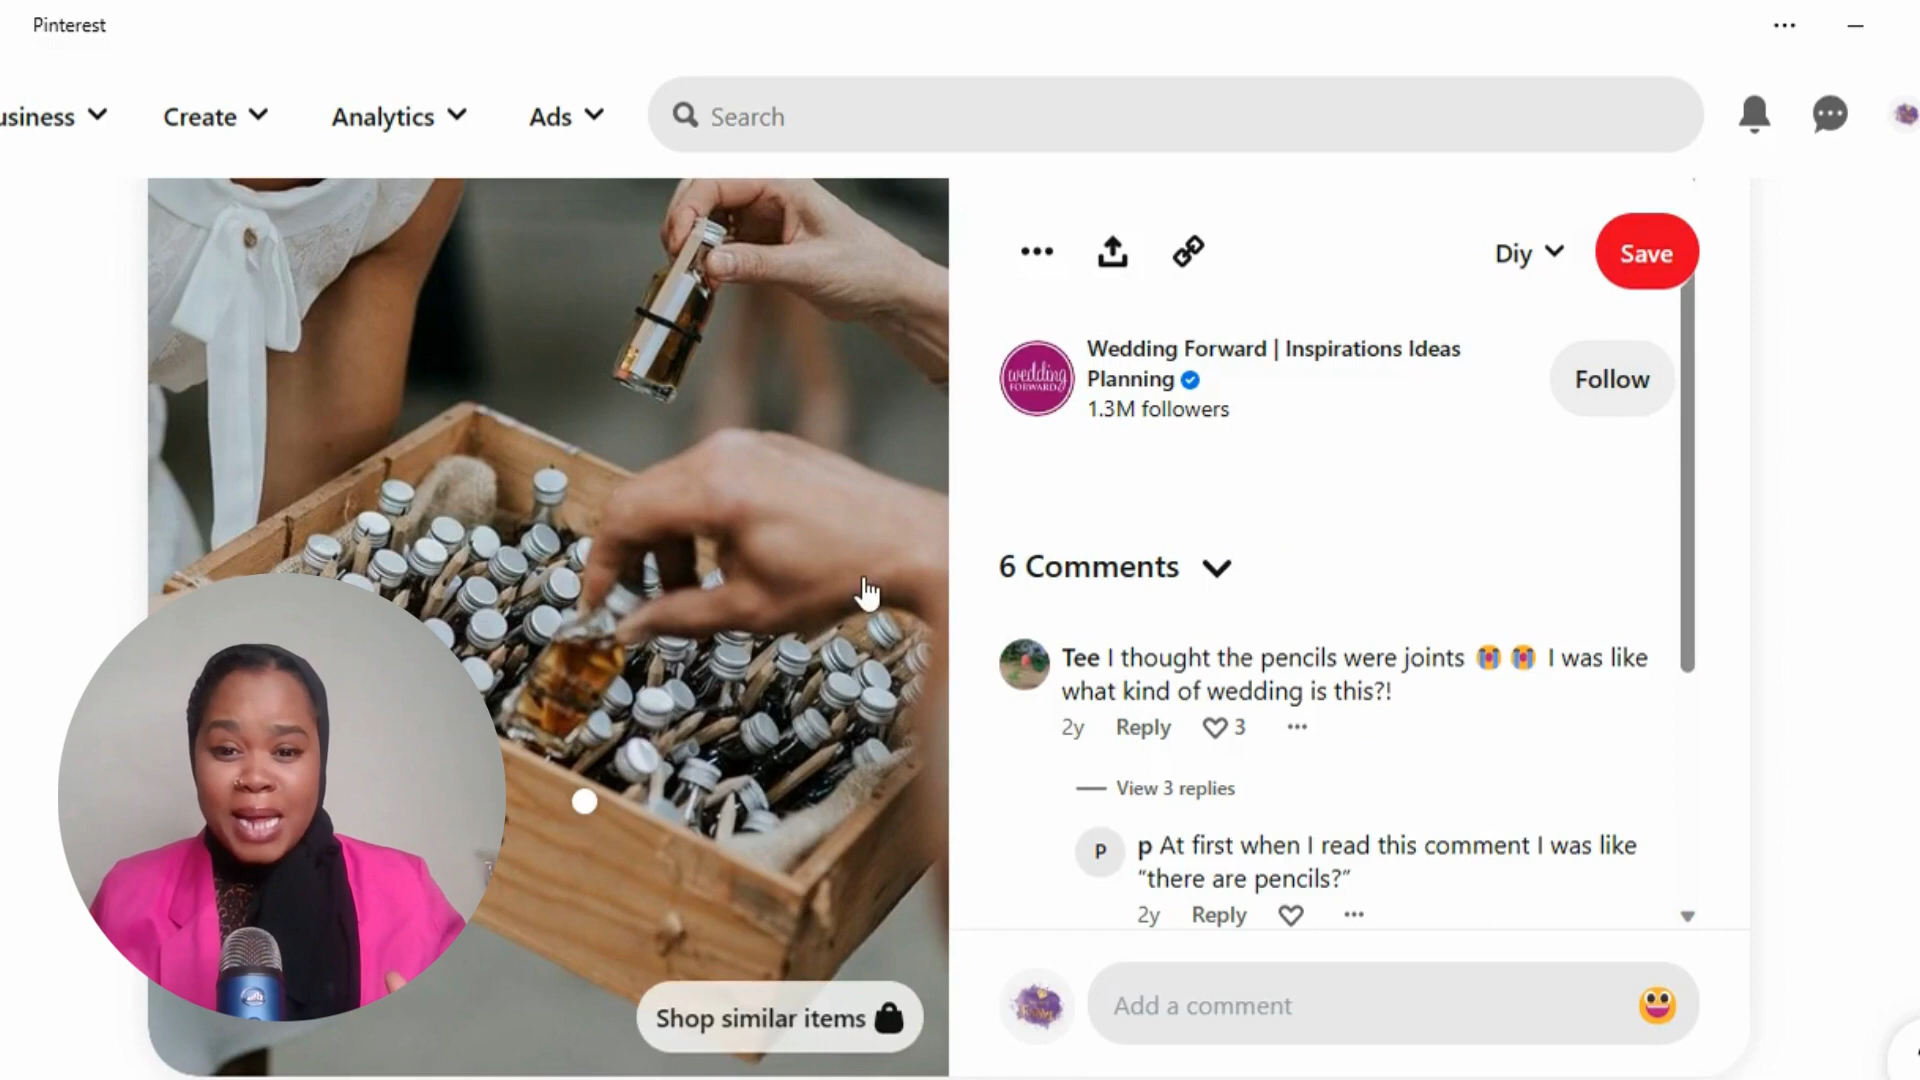 Pinterest
usiness
Create
Analytics
Ads
Search
Diy
Save
wedding
FORWARD
Wedding Forward | Inspirations Ideas
Planning
1.3M followers
Follow
6 Comments
Tee I thought the pencils were joints 😭 😭 I was like
what kind of wedding is this?!
2y Reply 3
View 3 replies
P
p At first when I read this comment I was like
“there are pencils?”
2y Reply
Shop similar items
Add a comment